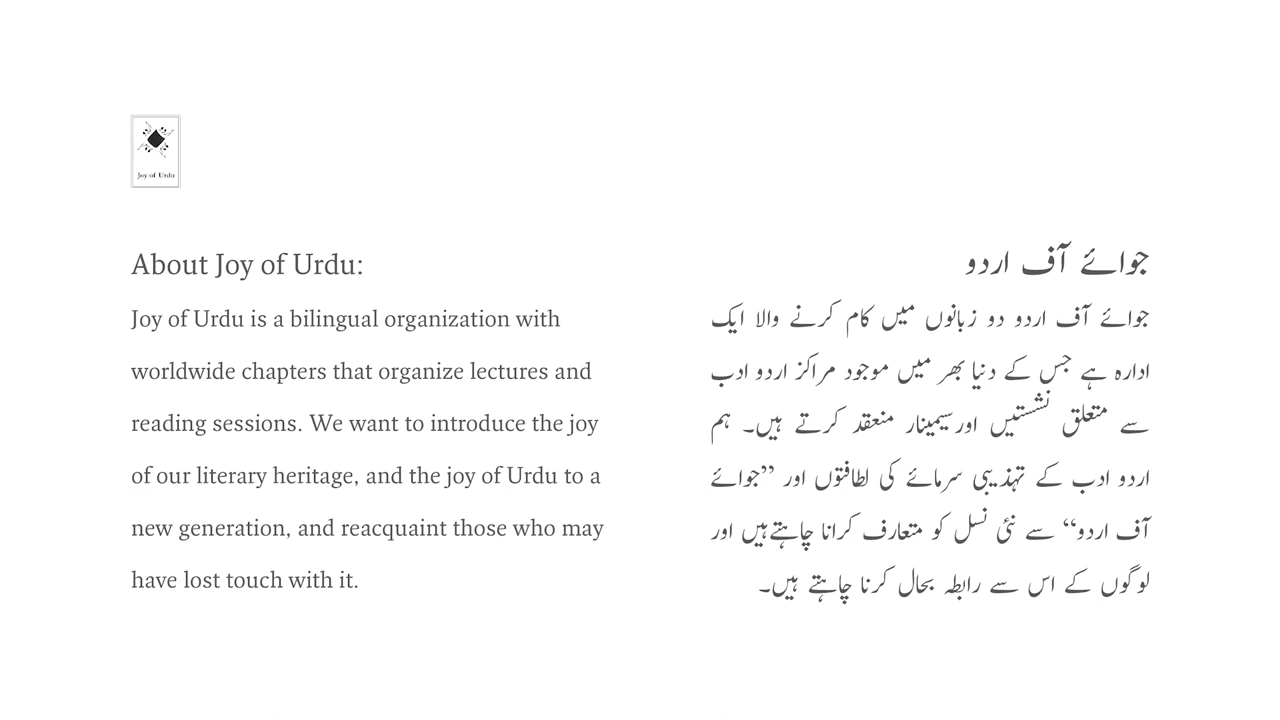 Joy of Urdu
About Joy of Urdu:
Joy of Urdu is a bilingual organization with
worldwide chapters that organize lectures and
reading sessions. We want to introduce the joy
of our literary heritage, and the joy of Urdu to a
new generation, and reacquaint those who may
have lost touch with it.
جوائے آف اردو
جوائے آف اردو دو زبانوں میں کام کرنے والا ایک
ادارہ ہے جس کے دنیا بھر میں موجود مراکز اردو ادب
سے متعلق نشستیں اور سیمینار منعقد کرتے ہیں۔ ہم
اردو ادب کے تہذیبی سرمائے کی لطافتوں اور ”جوائے
آف اردو“ سے نئی نسل کو متعارف کرانا چاہتے ہیں اور
لوگوں کے اس سے رابطہ بحال کرنا چاہتے ہیں۔